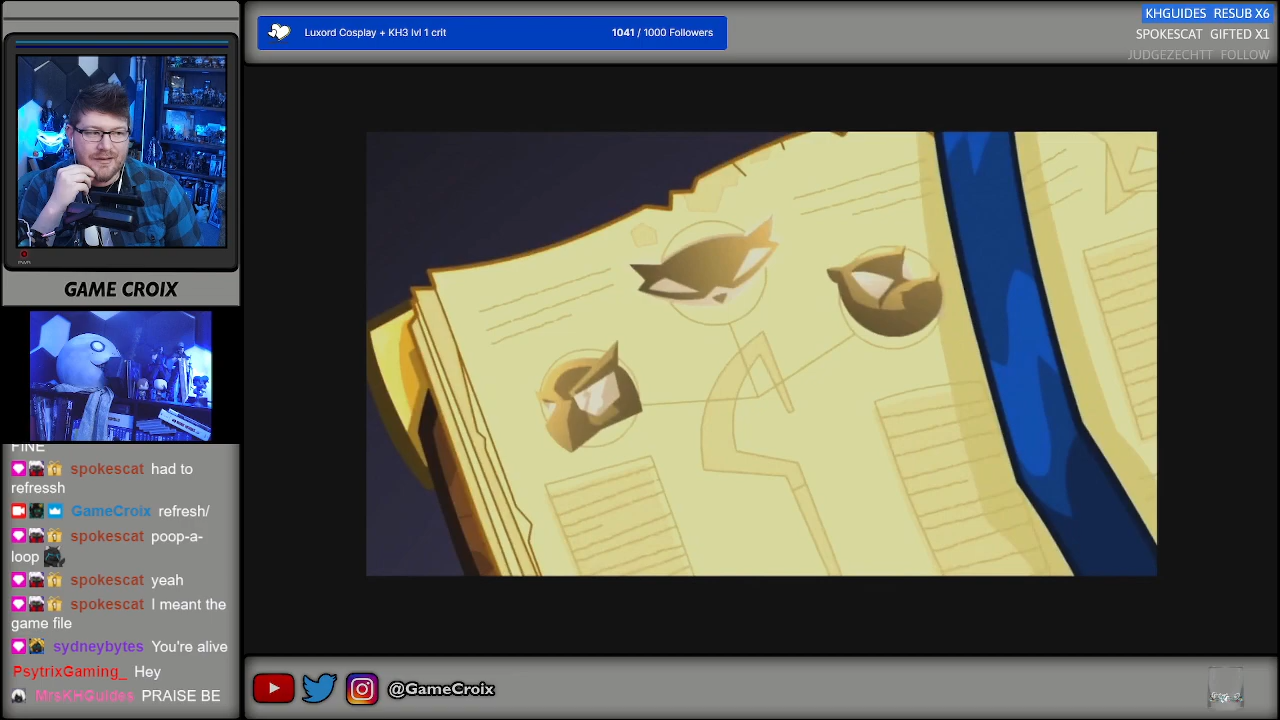 Luxord Cosplay + KH3 lvl 1 crit
1041 / 1000 Followers
KHGUIDES RESUB X6
SPOKESCAT GIFTED X1
JUDGEZECHTT FOLLOW
PWR
GAME CROIX
PINE
spokescat had to
refressh
GameCroix refresh/
spokescat poop-a-
loop
spokescat yeah
spokescat I meant the
game file
sydneybytes You're alive
PsytrixGaming_ Hey
MrsKHGuides PRAISE BE
@GameCroix